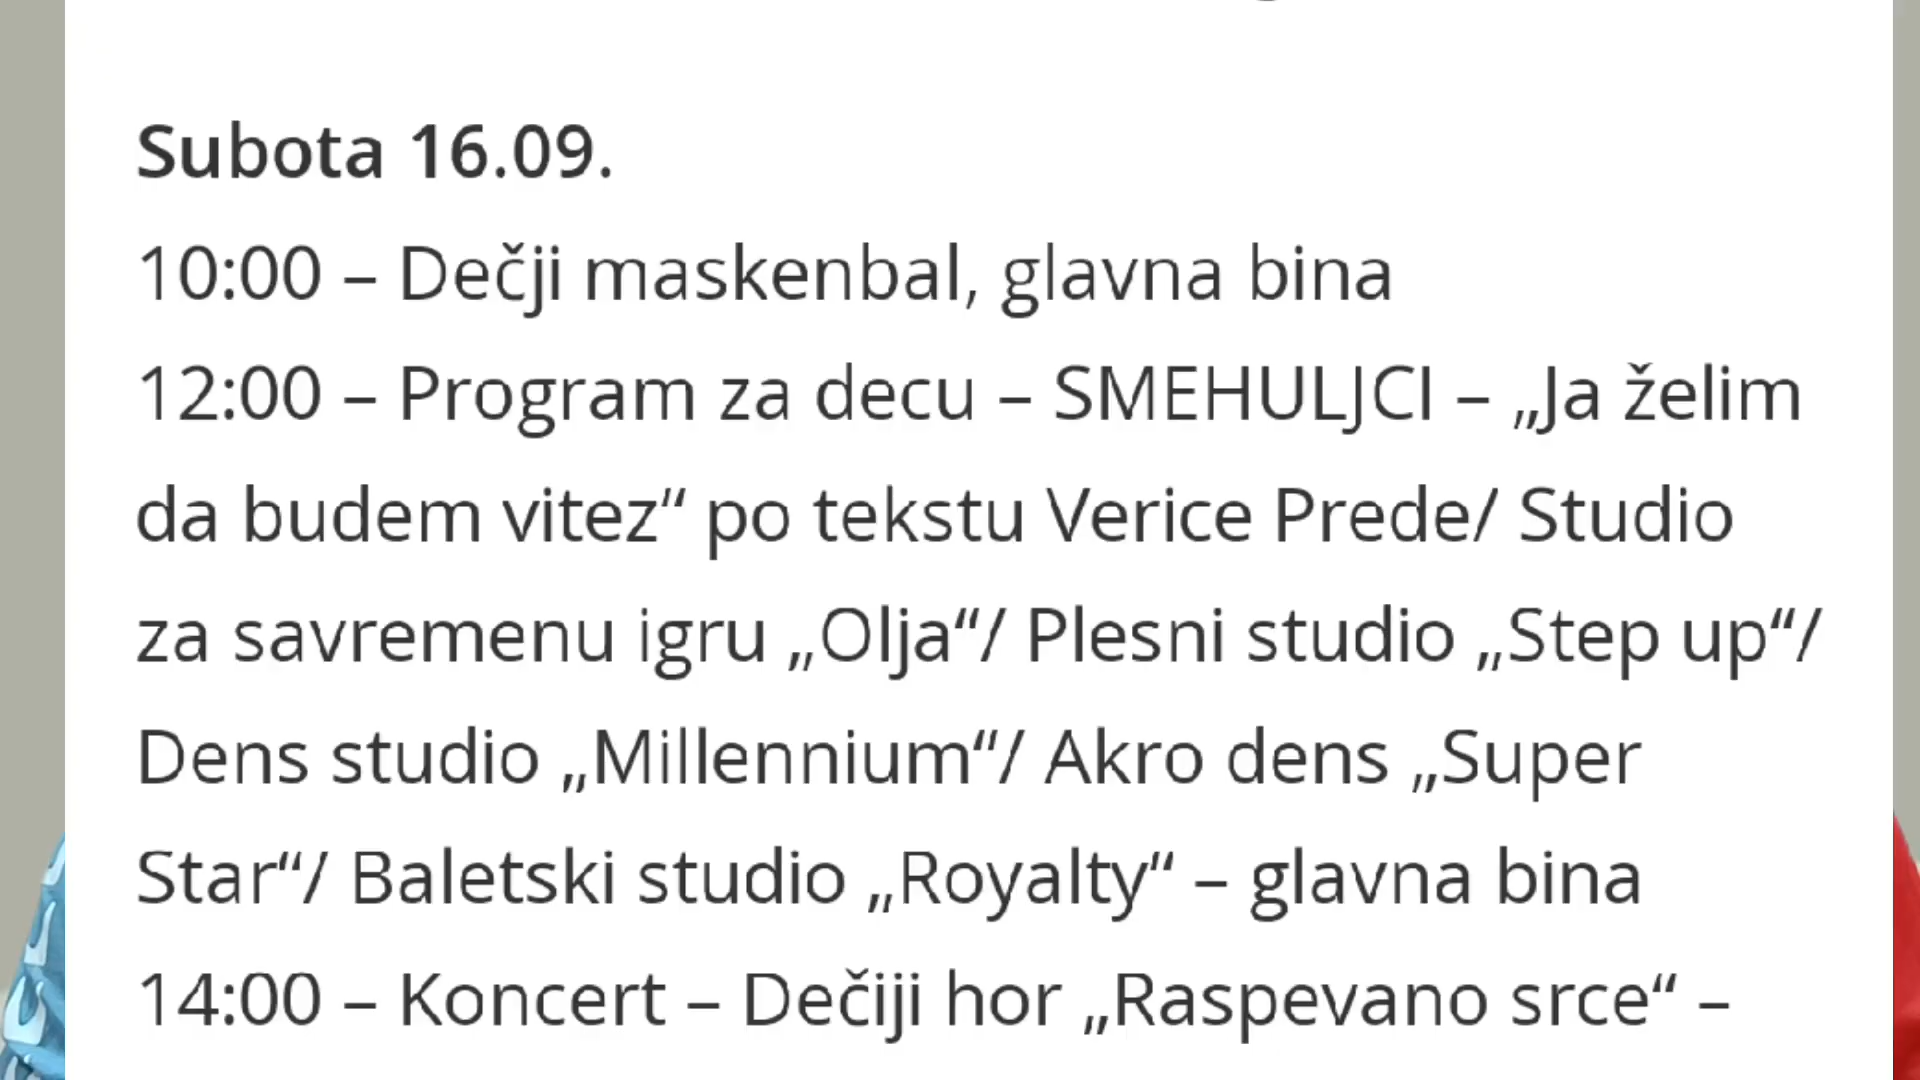 Subota 16.09.
10:00 – Dečji maskenbal, glavna bina
12:00 – Program za decu – SMEHULJCI – „Ja želim
da budem vitez“ po tekstu Verice Prede/ Studio
za savremenu igru „Olja“/ Plesni studio „Step up“/
Dens studio „Millennium“/ Akro dens „Super
Star“/ Baletski studio „Royalty“ – glavna bina
14:00 – Koncert – Dečiji hor „Raspevano srce“ –